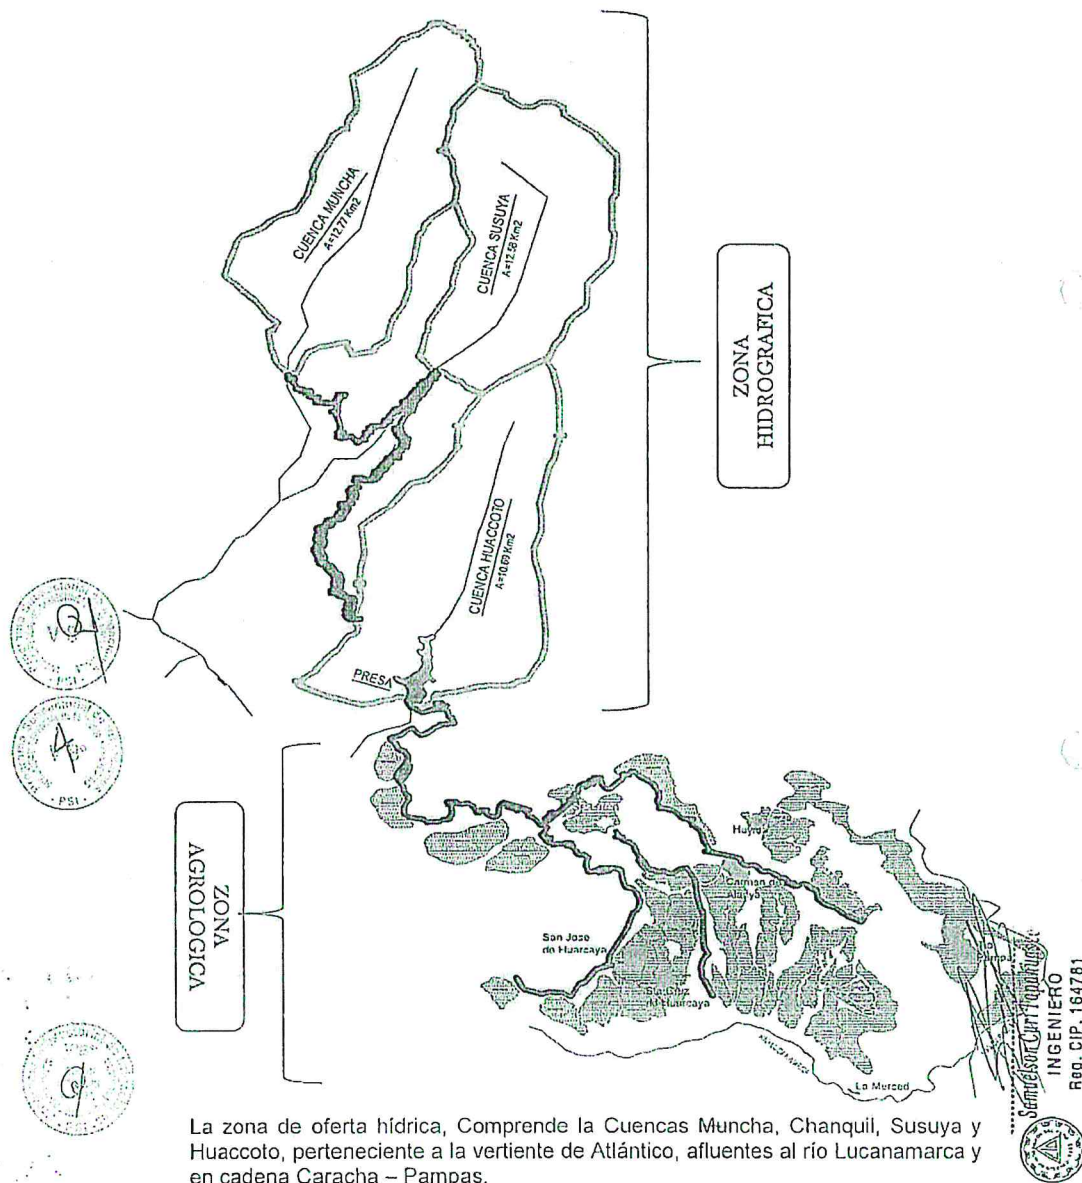 CUENCA MUNCHA
A=12.77 Km2
CUENCA SUSUYA
A=12.58 Km2
ZONA
HIDROGRAFICA
CUENCA HUACCOTO
A=10.69 Km2
PRESA
ZONA
AGROLOGICA
San Jose
de Huarcaya
Carmen de
Alanya
Sta Cruz
de Huarcaya
La Merced
PSI
PSI
INGENIERO
Reg. CIP. 164781
La zona de oferta hídrica, Comprende la Cuencas Muncha, Chanquil, Susuya y
Huaccoto, perteneciente a la vertiente de Atlántico, afluentes al río Lucanamarca y
en cadena Caracha – Pampas.